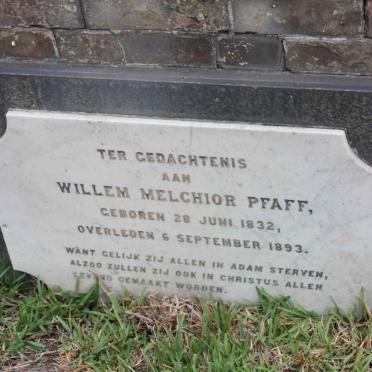 TER GEDACHTENIS
AAN
WILLEM MELCHIOR PFAFF,
GEBOREN 28 JUNI 1832,
OVERLEDEN 6 SEPTEMBER 1893.
WANT GELIJK ZIJ ALLEN IN ADAM STERVEN,
ALZOO ZULLEN ZIJ OOK IN CHRISTUS ALLEN
LEVEND GEMAAKT WORDEN.